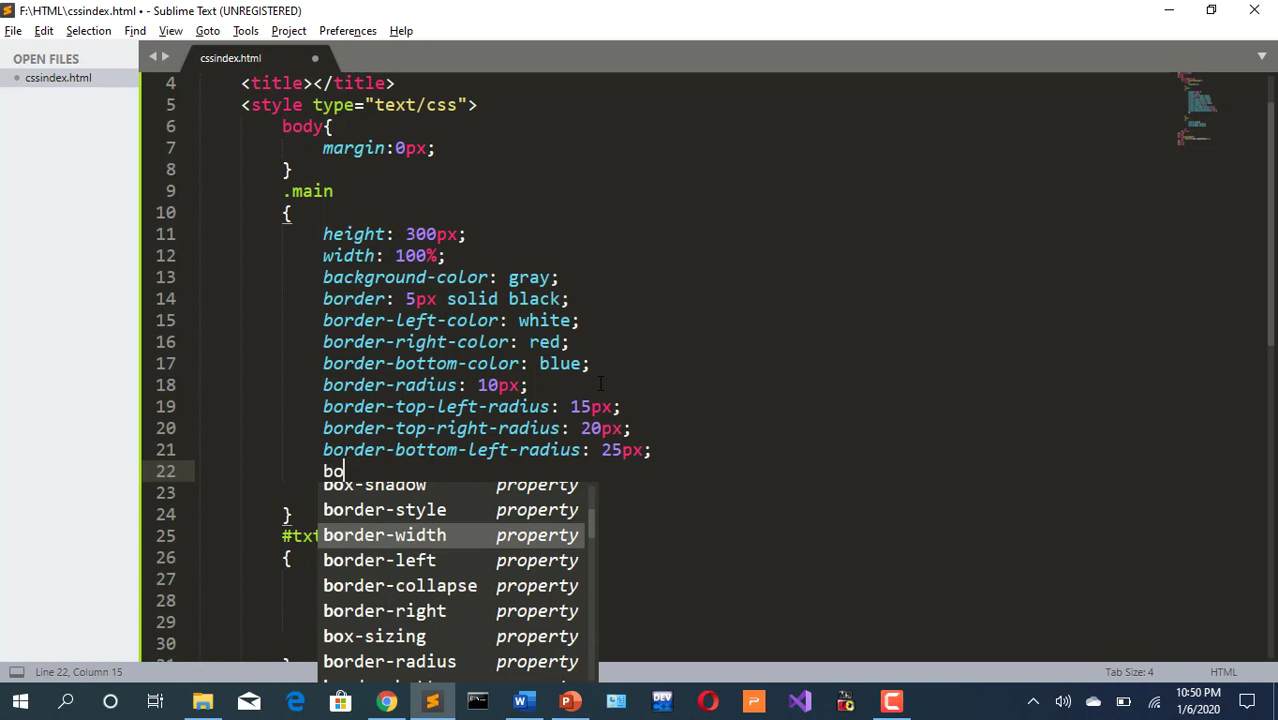 F:\HTML\cssindex.html • - Sublime Text (UNREGISTERED)
File Edit Selection Find View Goto Tools Project Preferences Help
OPEN FILES
cssindex.html
cssindex.html
4 <title></title>
5 <style type="text/css">
6 body{
7 margin:0px;
8 }
9 .main
10 {
11 height: 300px;
12 width: 100%;
13 background-color: gray;
14 border: 5px solid black;
15 border-left-color: white;
16 border-right-color: red;
17 border-bottom-color: blue;
18 border-radius: 10px;
19 border-top-left-radius: 15px;
20 border-top-right-radius: 20px;
21 border-bottom-left-radius: 25px;
22 bo
box-shadow property
23
border-style property
24 }
25 #txt
border-width property
26 {
border-left property
27
border-collapse property
28
border-right property
29
box-sizing property
30
border-radius property
Line 22, Column 15
Tab Size: 4
HTML
DEV
P
10:50 PM
1/6/2020